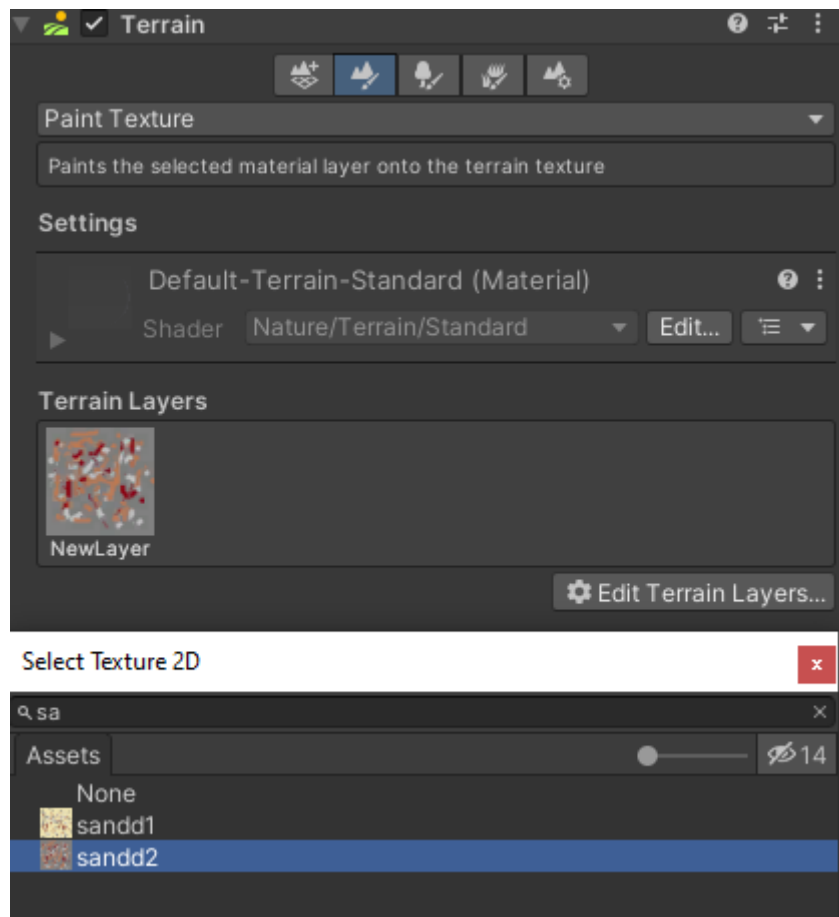 Terrain
Paint Texture
Paints the selected material layer onto the terrain texture
Settings
Default-Terrain-Standard (Material)
Shader Nature/Terrain/Standard Edit...
Terrain Layers
NewLayer
Edit Terrain Layers...
Select Texture 2D
sa
Assets 14
None
sandd1
sandd2